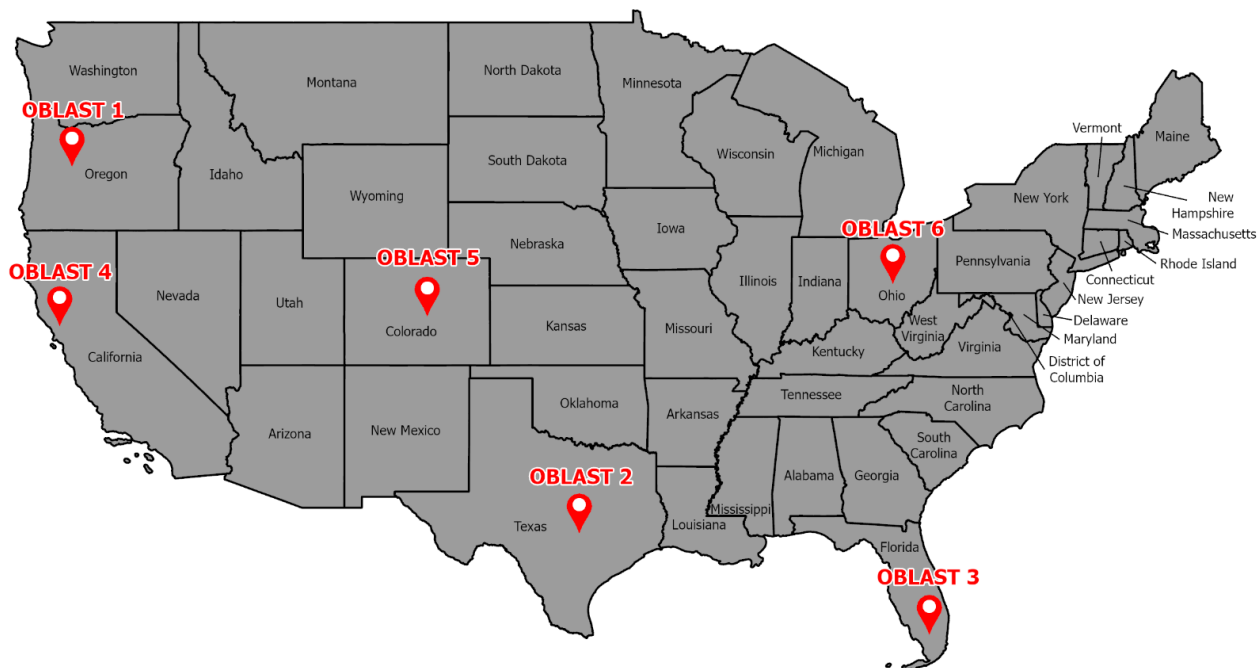 Washington
Montana
North Dakota
Minnesota
OBLAST 1
Vermont
Maine
Oregon
Idaho
South Dakota
Wisconsin
Michigan
Wyoming
New York
New
Hampshire
Massachusetts
OBLAST 6
Iowa
Nebraska
Rhode Island
Connecticut
Pennsylvania
New Jersey
OBLAST 4
OBLAST 5
Nevada
Utah
Illinois
Indiana
Ohio
Delaware
Maryland
District of
Columbia
Colorado
Kansas
Missouri
West
Virginia
Virginia
California
Kentucky
Tennessee
North
Carolina
Oklahoma
Arkansas
Arizona
New Mexico
South
Carolina
OBLAST 2
Alabama
Georgia
Texas
Louisiana
Mississippi
Florida
OBLAST 3